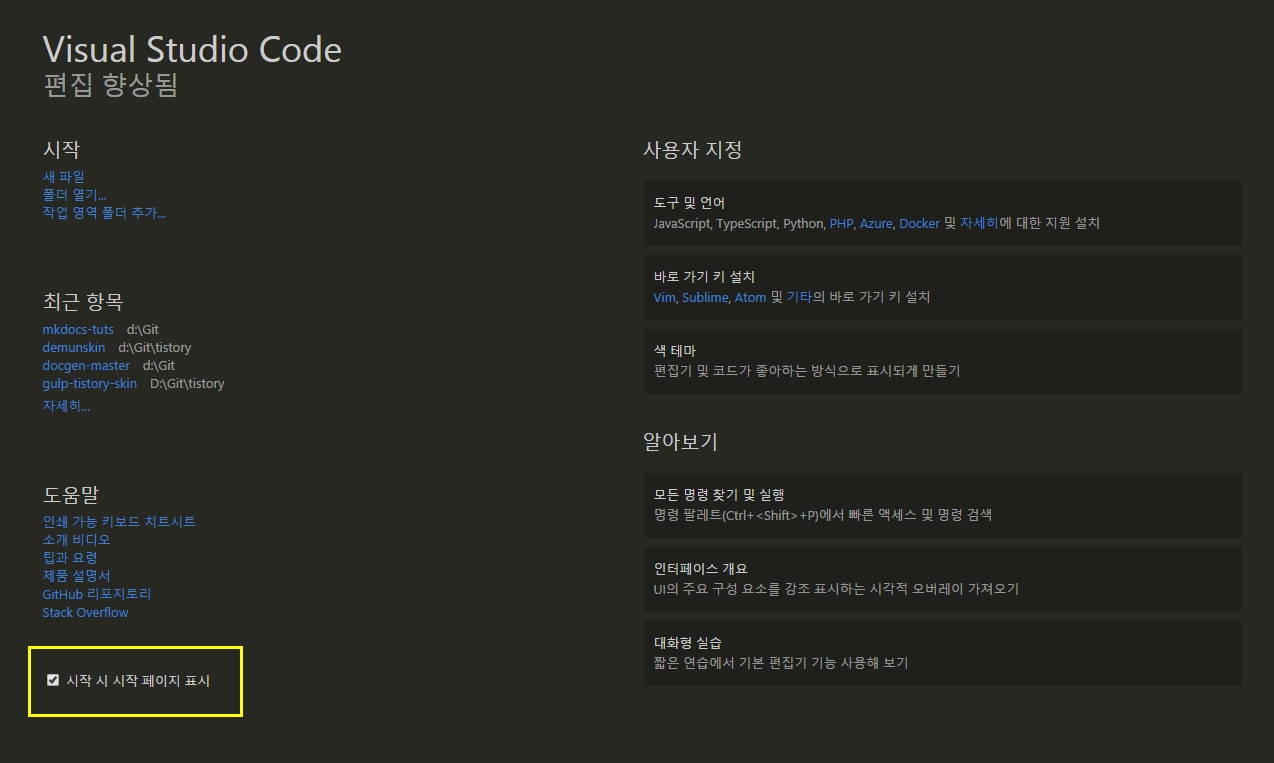 Visual Studio Code
편집 향상됨
시작
새 파일
폴더 열기...
작업 영역 폴더 추가...
최근 항목
mkdocs-tuts d:\Git
demunskin d:\Git\tistory
docgen-master d:\Git
gulp-tistory-skin D:\Git\tistory
자세히...
도움말
인쇄 가능 키보드 치트시트
소개 비디오
팁과 요령
제품 설명서
GitHub 리포지토리
Stack Overflow
시작 시 시작 페이지 표시
사용자 지정
도구 및 언어
JavaScript, TypeScript, Python, PHP, Azure, Docker 및 자세히에 대한 지원 설치
바로 가기 키 설치
Vim, Sublime, Atom 및 기타의 바로 가기 키 설치
색 테마
편집기 및 코드가 좋아하는 방식으로 표시되게 만들기
알아보기
모든 명령 찾기 및 실행
명령 팔레트(Ctrl+<Shift>+P)에서 빠른 액세스 및 명령 검색
인터페이스 개요
UI의 주요 구성 요소를 강조 표시하는 시각적 오버레이 가져오기
대화형 실습
짧은 연습에서 기본 편집기 기능 사용해 보기